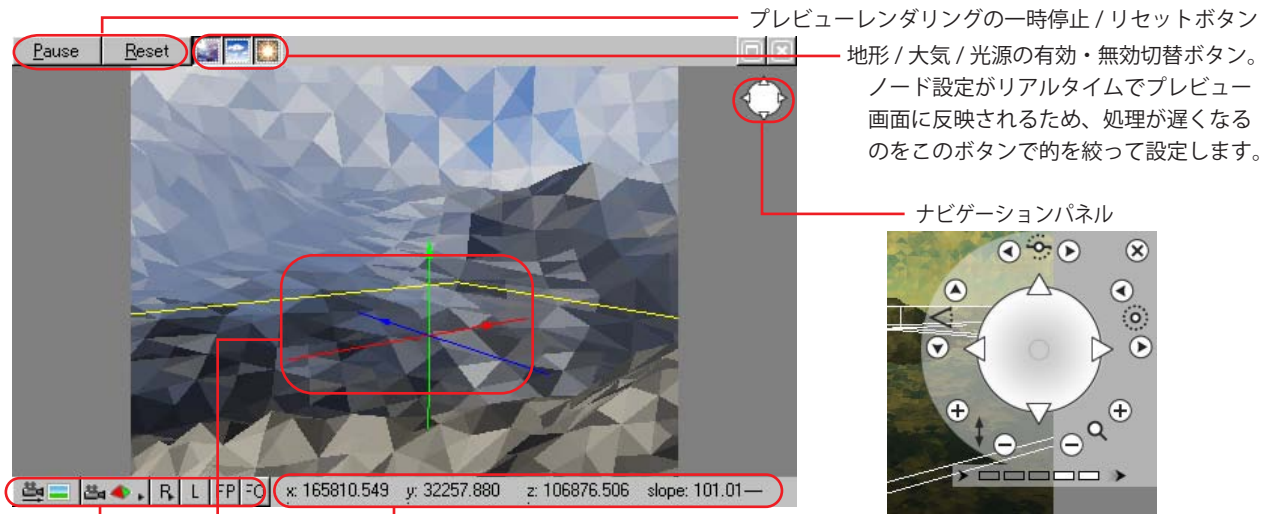 プレビューレンダリングの一時停止 / リセットボタン
Pause Reset
地形 / 大気 / 光源の有効・無効切替ボタン。
ノード設定がリアルタイムでプレビュー
画面に反映されるため、処理が遅くなる
のをこのボタンで的を絞って設定します。
ナビゲーションパネル
R L FP FO x: 165810.549 y: 32257.880 z: 106876.506 slope: 101.01